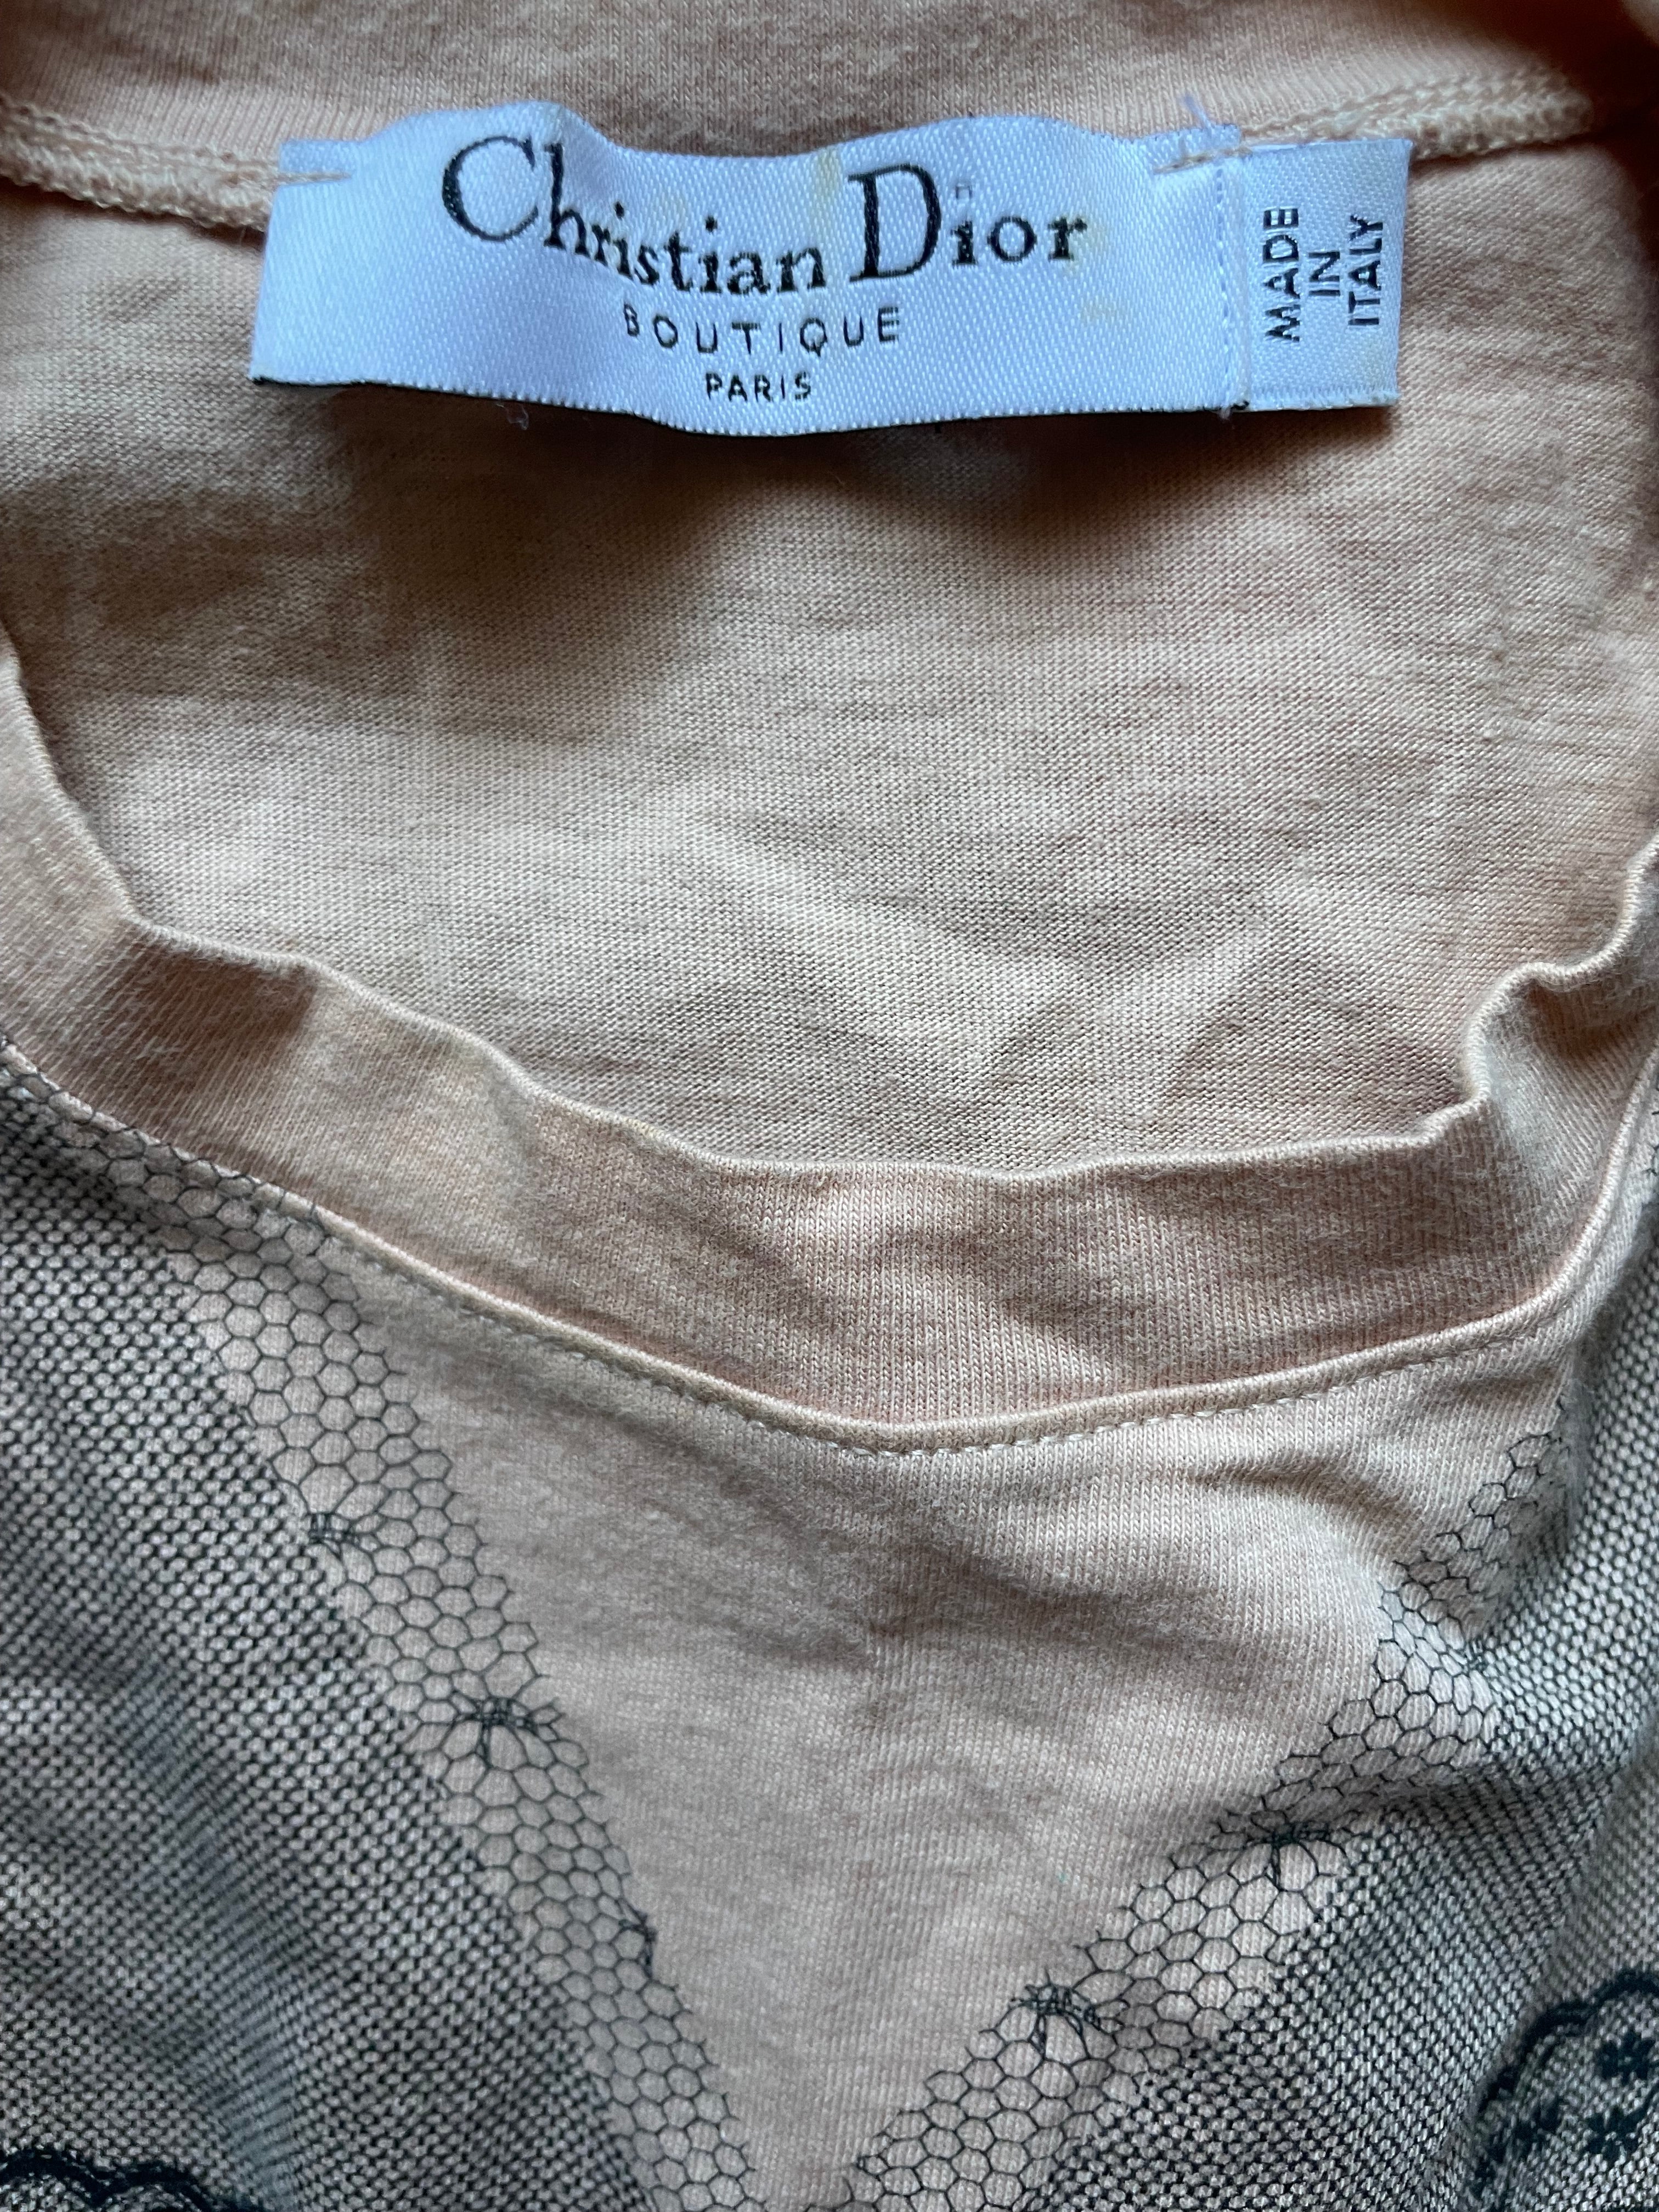 Christian Dior
BOUTIQUE
PARIS
MADE
IN
ITALY